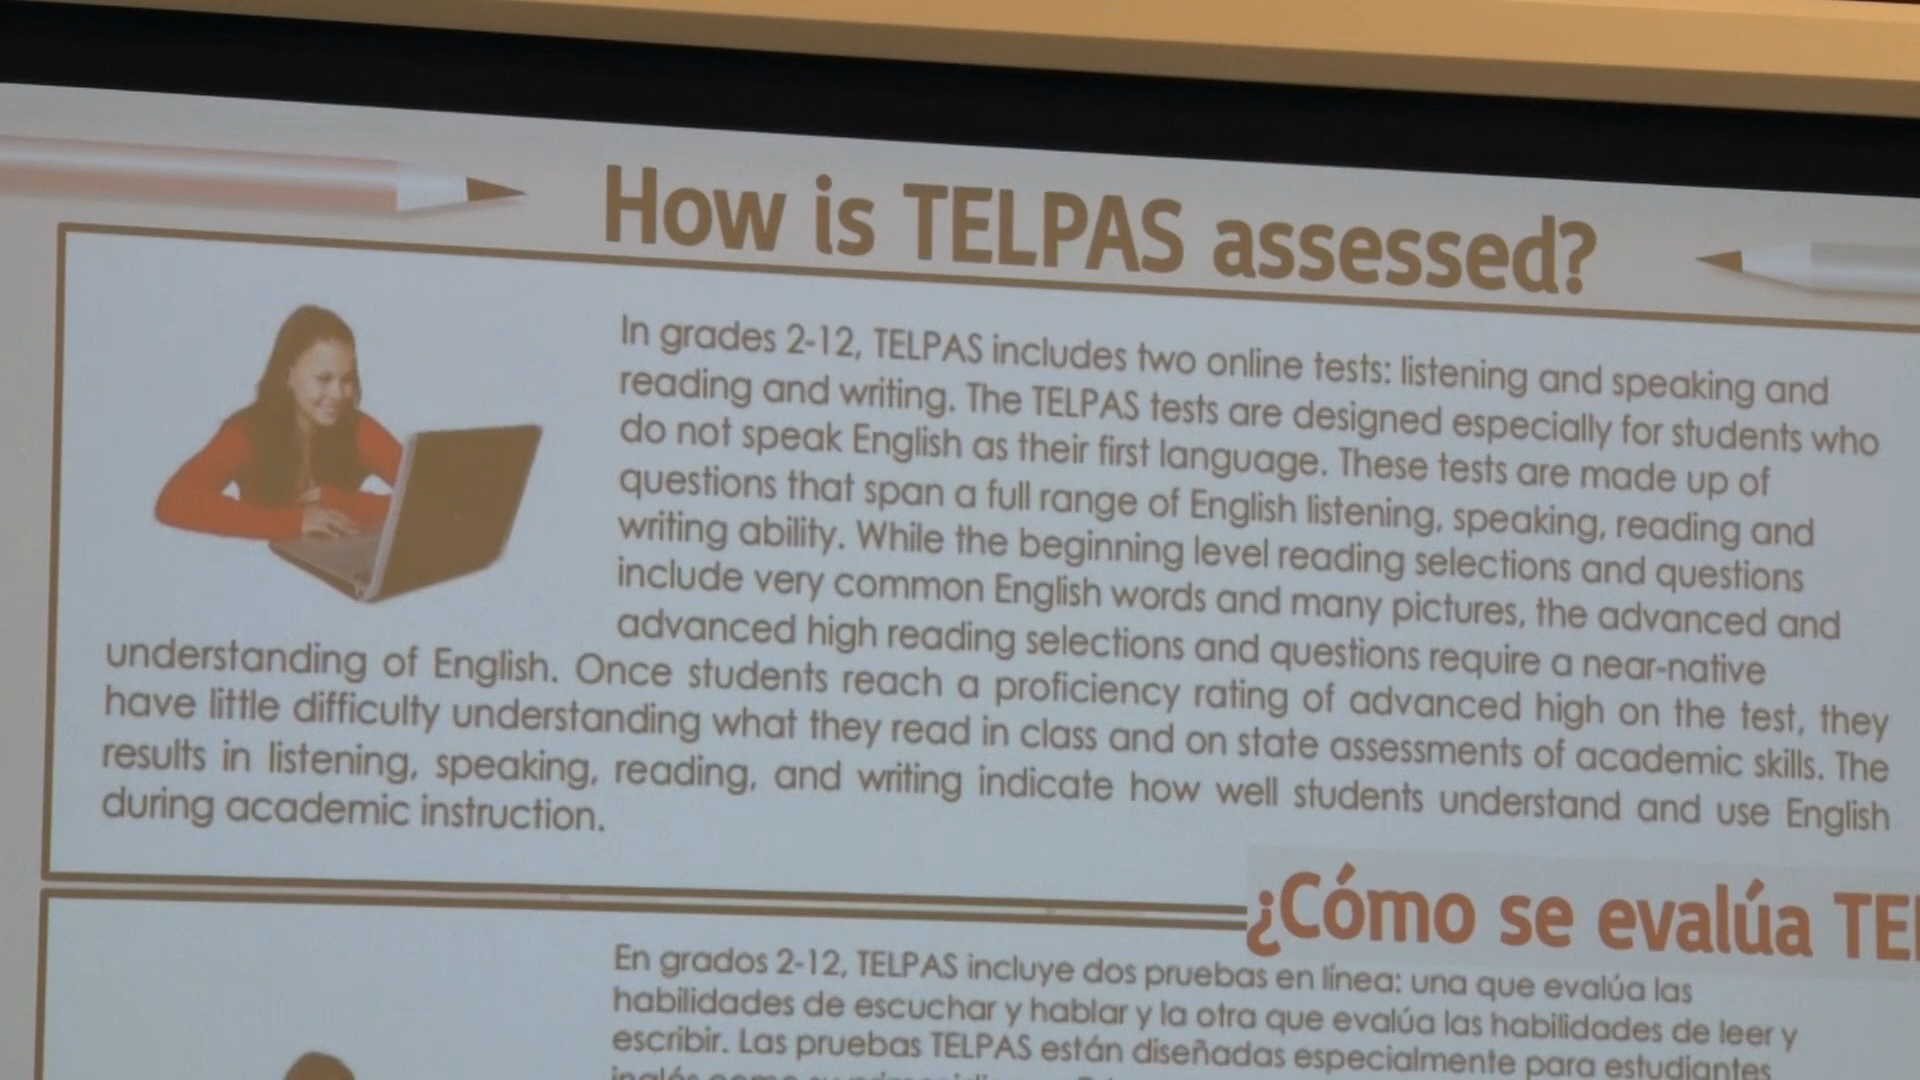 How is TELPAS assessed?
In grades 2-12, TELPAS includes two online tests: listening and speaking and
reading and writing. The TELPAS tests are designed especially for students who
do not speak English as their first language. These tests are made up of
questions that span a full range of English listening, speaking, reading and
writing ability. While the beginning level reading selections and questions
include very common English words and many pictures, the advanced and
advanced high reading selections and questions require a near-native
understanding of English. Once students reach a proficiency rating of advanced high on the test, they
have little difficulty understanding what they read in class and on state assessments of academic skills. The
results in listening, speaking, reading, and writing indicate how well students understand and use English
during academic instruction.
¿Cómo se evalúa TEL
En grados 2-12, TELPAS incluye dos pruebas en línea: una que evalúa las
habilidades de escuchar y hablar y la otra que evalúa las habilidades de leer y
escribir. Las pruebas TELPAS están diseñadas especialmente para estudiantes